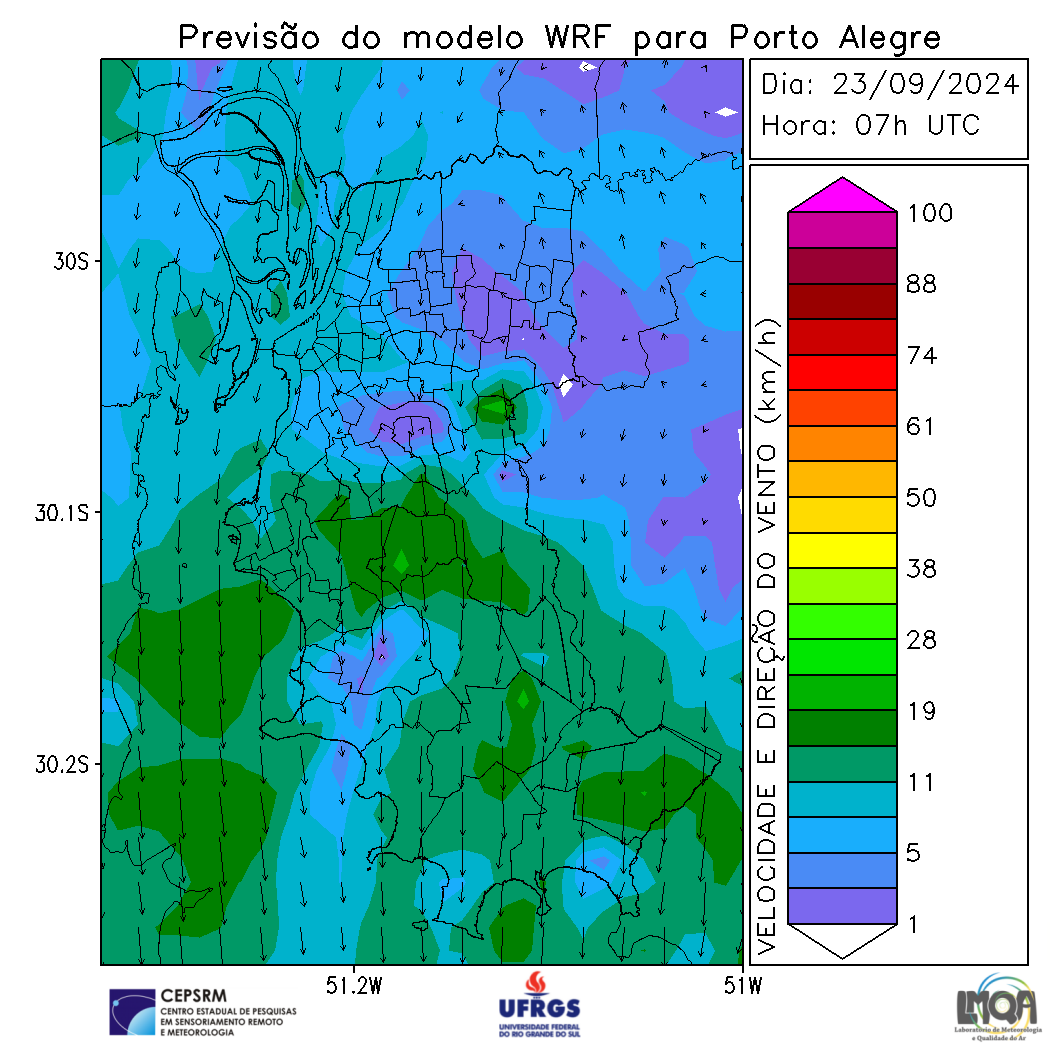 Previsão do modelo WRF para Porto Alegre
Dia: 23/09/2024
Hora: 07h UTC
30S
30.1S
30.2S
51.2W
51W
VELOCIDADE E DIREÇÃO DO VENTO (km/h)
100
88
74
61
50
38
28
19
11
5
1
CEPSRM
CENTRO ESTADUAL DE PESQUISAS
EM SENSORIAMENTO REMOTO
E METEOROLOGIA
UFRGS
UNIVERSIDADE FEDERAL
DO RIO GRANDE DO SUL
LMQA
Laboratório de Meteorologia
e Qualidade do Ar